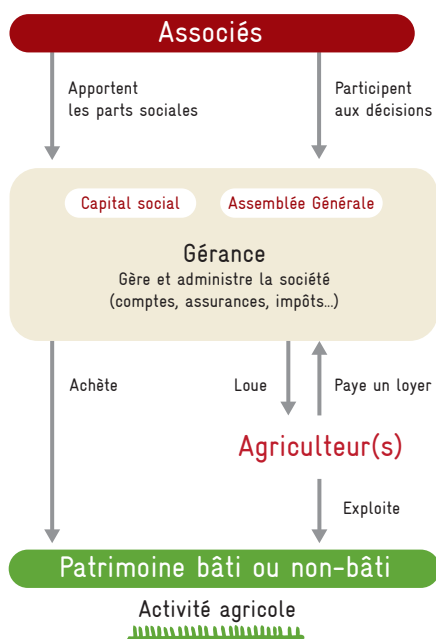 Associés
Apportent
les parts sociales
Participent
aux décisions
Capital social
Assemblée Générale
Gérance
Gère et administre la société
(comptes, assurances, impôts...)
Achète
Loue
Paye un loyer
Agriculteur(s)
Exploite
Patrimoine bâti ou non-bâti
Activité agricole